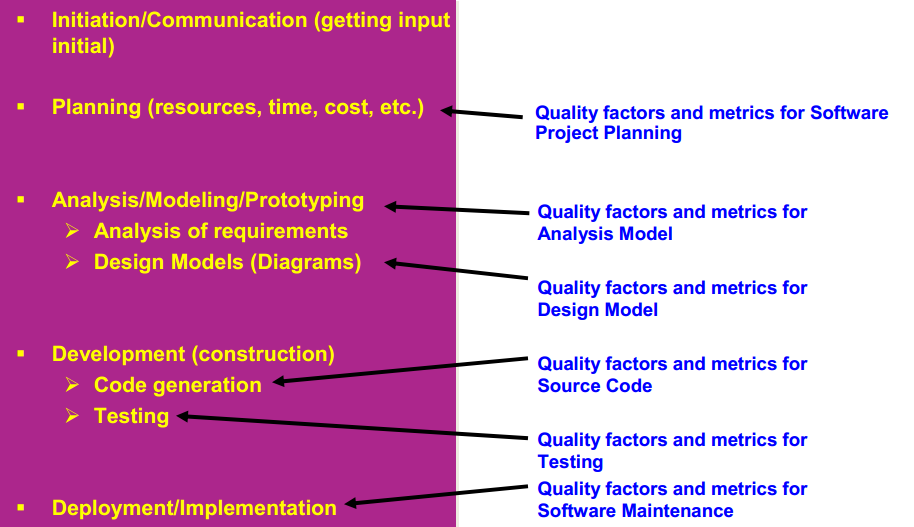 ▪ Initiation/Communication (getting input
initial)
▪ Planning (resources, time, cost, etc.)
Quality factors and metrics for Software
Project Planning
▪ Analysis/Modeling/Prototyping
➢ Analysis of requirements
➢ Design Models (Diagrams)
Quality factors and metrics for
Analysis Model
Quality factors and metrics for
Design Model
▪ Development (construction)
➢ Code generation
➢ Testing
Quality factors and metrics for
Source Code
Quality factors and metrics for
Testing
▪ Deployment/Implementation
Quality factors and metrics for
Software Maintenance